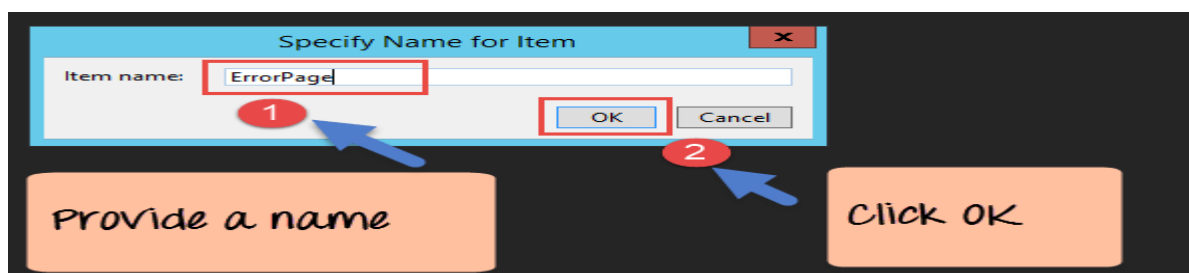 Specify Name for Item
x
Item name: ErrorPage
1
OK Cancel
2
Provide a name
Click OK